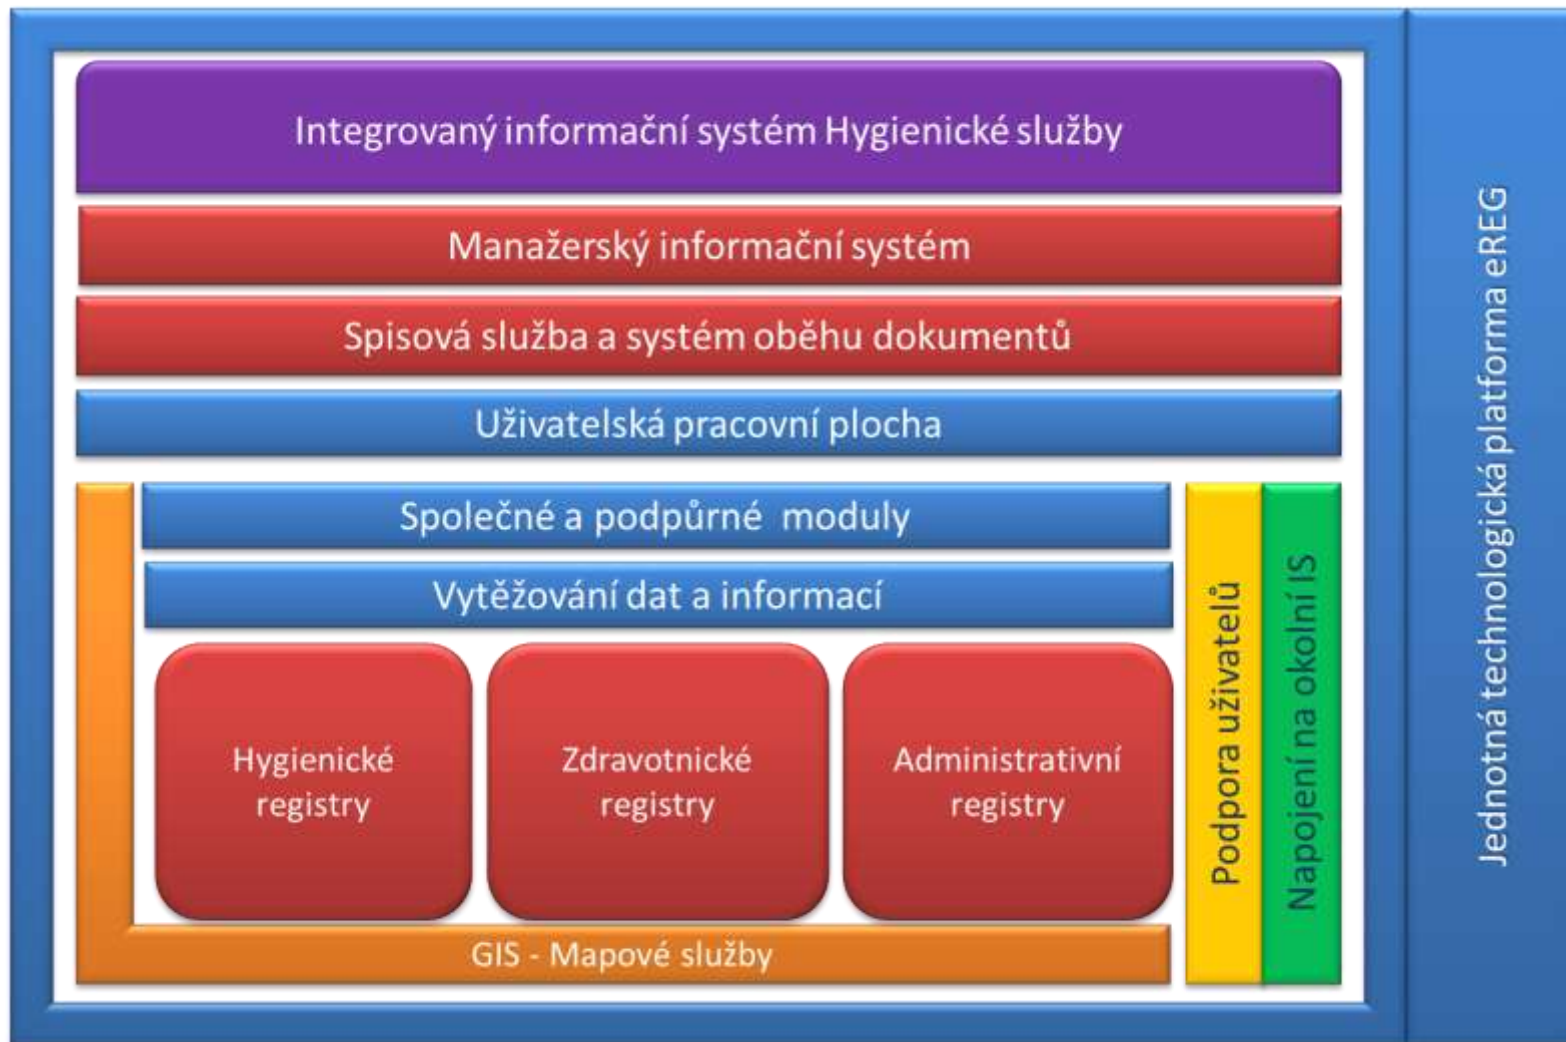 Integrovaný informační systém Hygienické služby
Manažerský informační systém
Spisová služba a systém oběhu dokumentů
Uživatelská pracovní plocha
Společné a podpůrné moduly
Vytěžování dat a informací
Hygienické
registry
Zdravotnické
registry
Administrativní
registry
GIS - Mapové služby
Podpora uživatelů
Napojení na okolní IS
Jednotná technologická platforma eREG